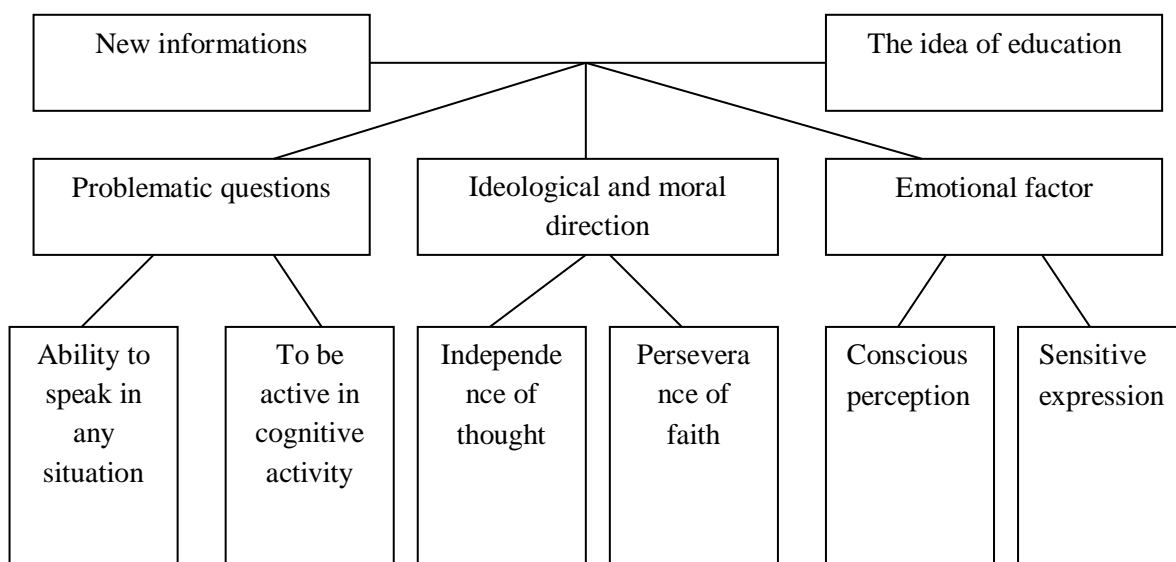 New informations
The idea of education
Problematic questions
Ideological and moral
direction
Emotional factor
Ability to
speak in
any
situation
To be
active in
cognitive
activity
Independe
nce of
thought
Persevera
nce of
faith
Conscious
perception
Sensitive
expression